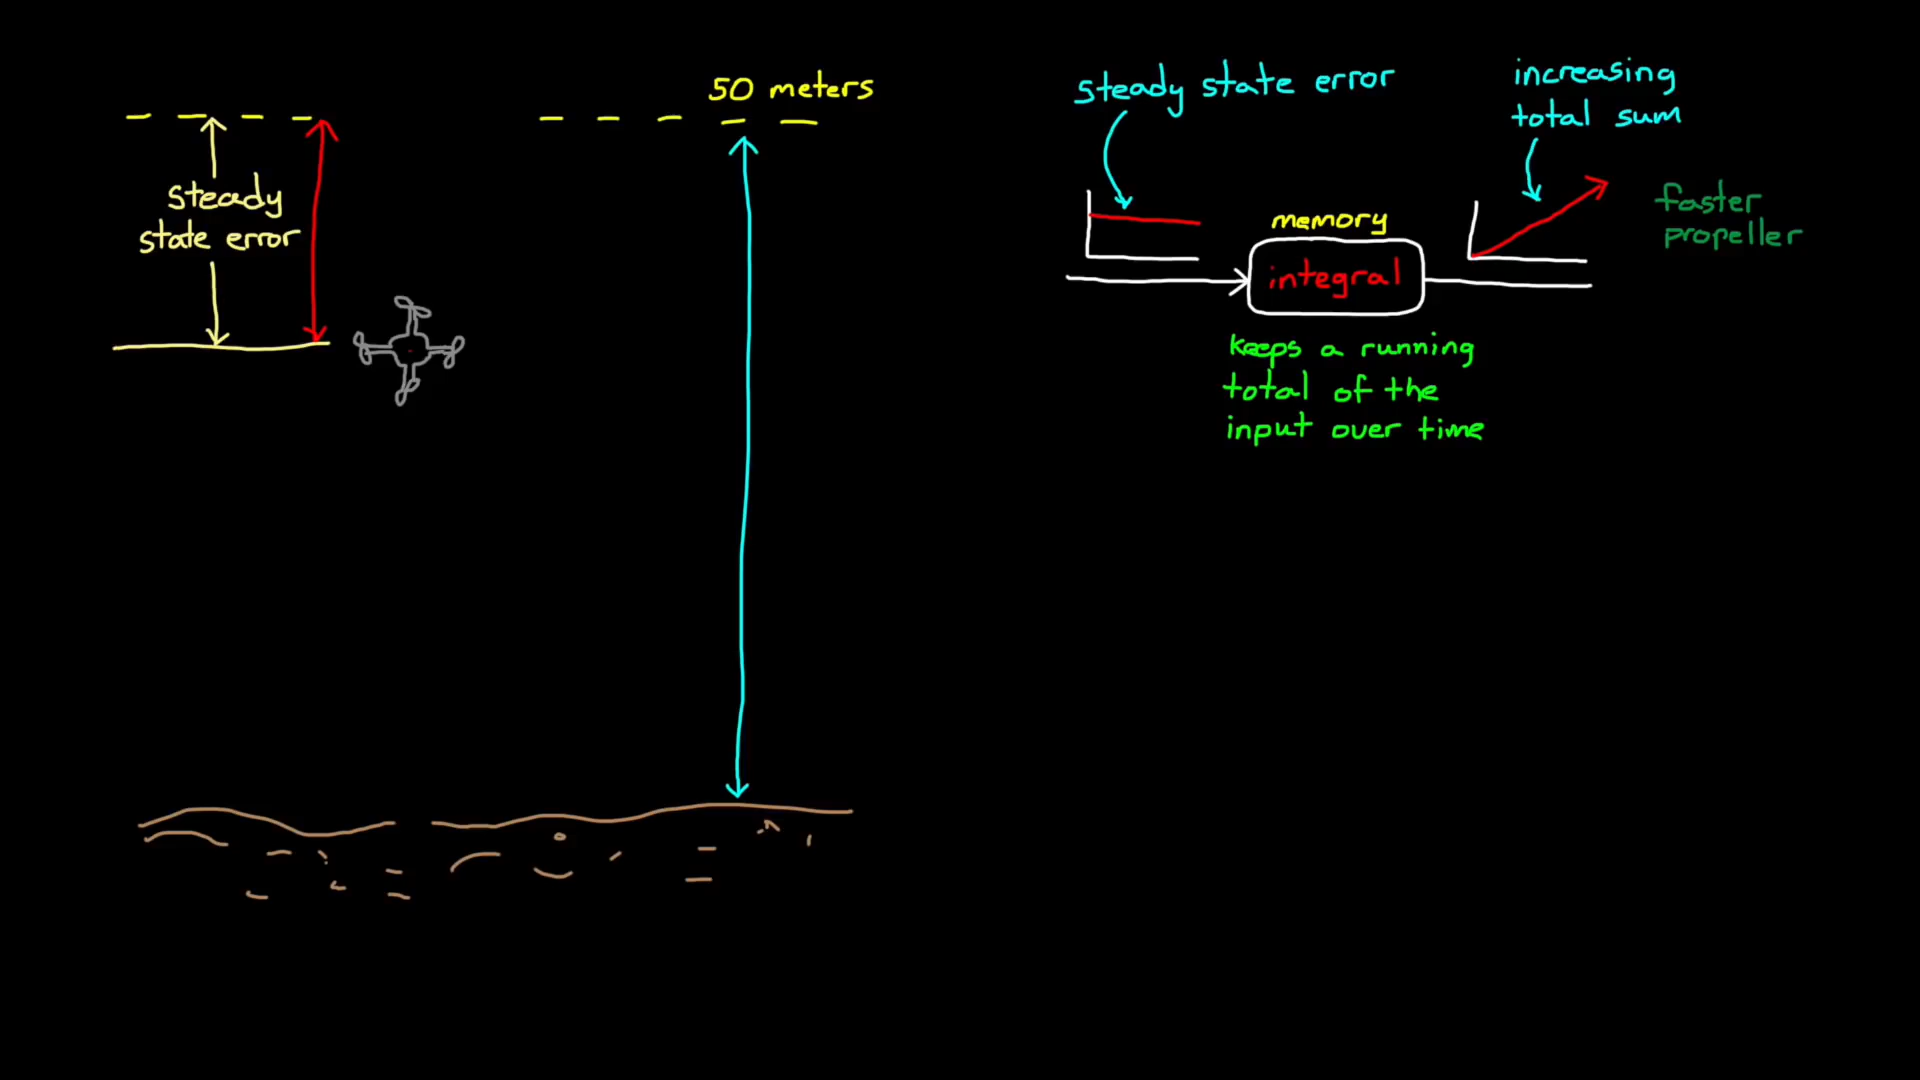 50 meters
steady
state error
steady state error
increasing
total sum
faster
propeller
memory
integral
keeps a running
total of the
input over time